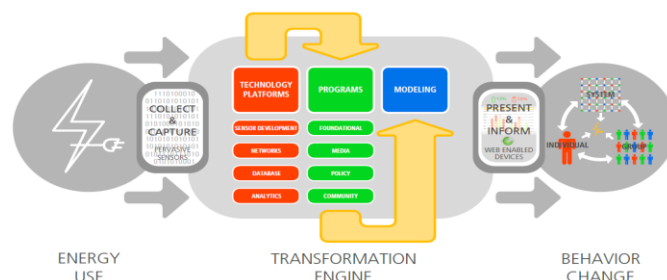 COLLECT
&
CAPTURE
PERVASIVE
SENSORS
TECHNOLOGY
PLATFORMS
SENSOR DEVELOPMENT
NETWORKS
DATABASE
ANALYTICS
PROGRAMS
FOUNDATIONAL
MEDIA
POLICY
COMMUNITY
MODELING
PRESENT
&
INFORM
WEB ENABLED
DEVICES
SYSTEM
INDIVIDUAL
GROUP
ENERGY
USE
TRANSFORMATION
ENGINE
BEHAVIOR
CHANGE